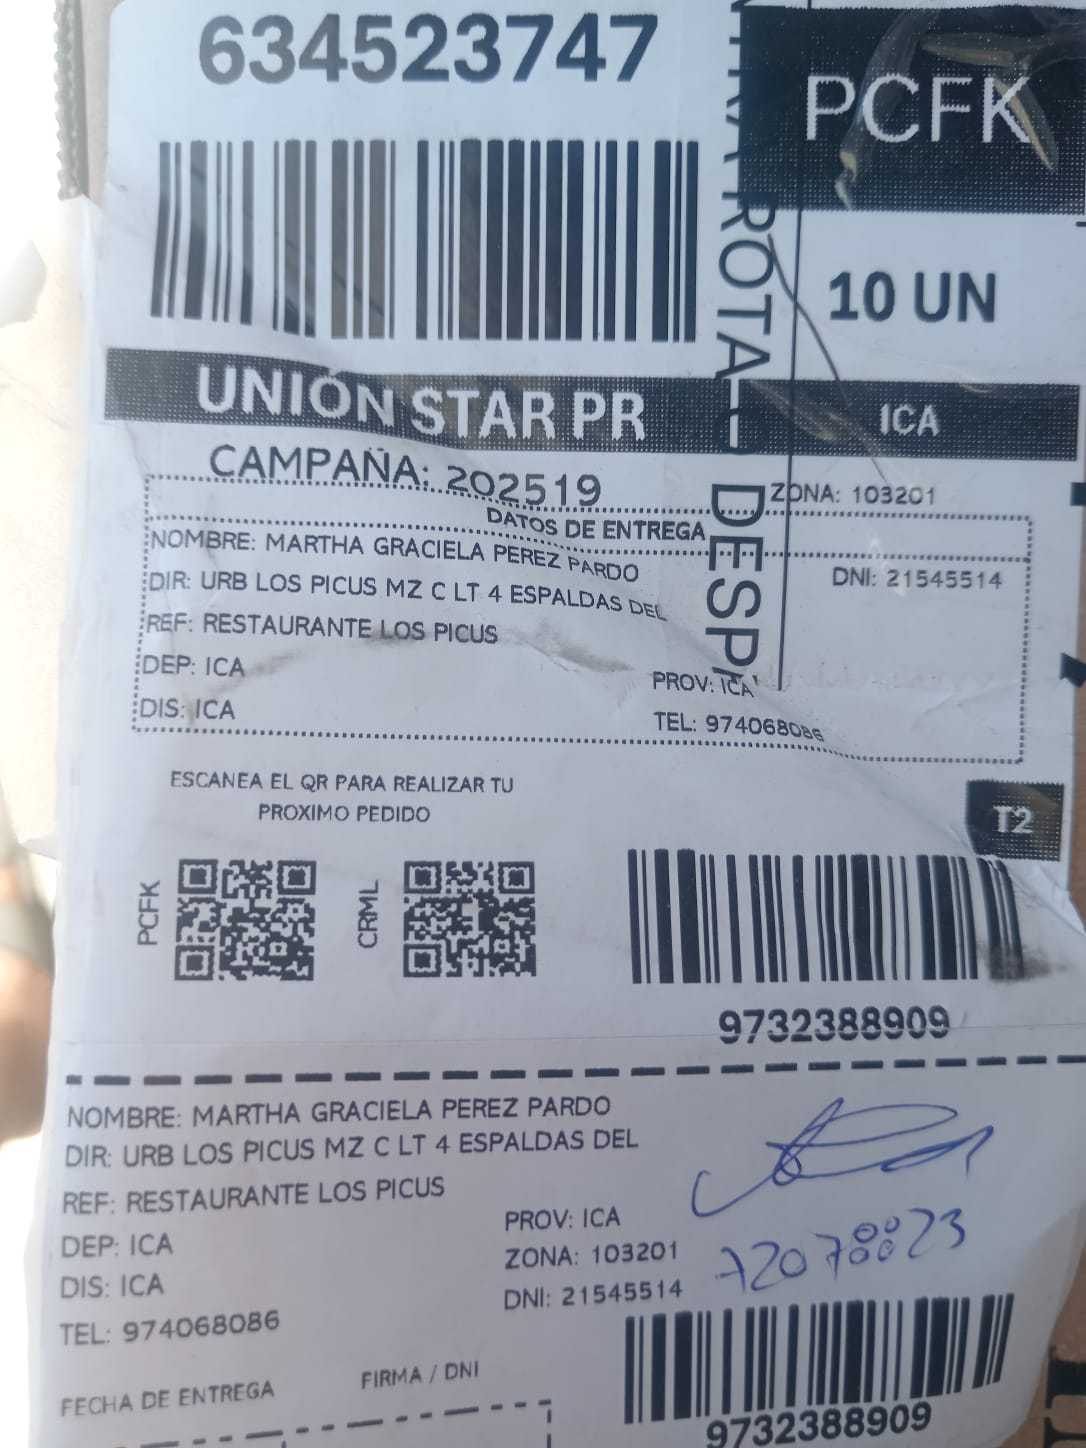 634523747
PCFK
10 UN
UNIÓN STAR PR
ICA
CAMPAÑA: 202519
ZONA: 103201
DATOS DE ENTREGA
NOMBRE: MARTHA GRACIELA PEREZ PARDO
DNI: 21545514
DIR: URB LOS PICUS MZ C LT 4 ESPALDAS DEL
REF: RESTAURANTE LOS PICUS
DEP: ICA
PROV: ICA
DIS: ICA
TEL: 974068086
ROTA
ESCANEA EL QR PARA REALIZAR TU
PROXIMO PEDIDO
T2
PCFK
CRML
9732388909
NOMBRE: MARTHA GRACIELA PEREZ PARDO
DIR: URB LOS PICUS MZ C LT 4 ESPALDAS DEL
REF: RESTAURANTE LOS PICUS
DEP: ICA
PROV: ICA
DIS: ICA
ZONA: 103201
TEL: 974068086
DNI: 21545514
FECHA DE ENTREGA
FIRMA / DNI
9732388909